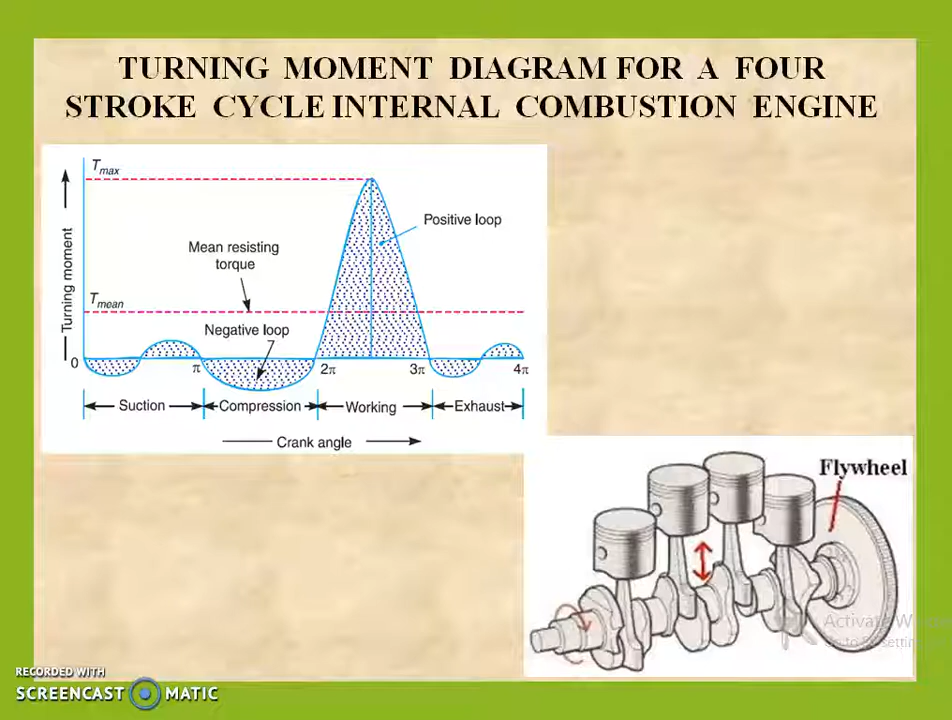 TURNING MOMENT DIAGRAM FOR A FOUR
STROKE CYCLE INTERNAL COMBUSTION ENGINE
Tmax
Positive loop
Mean resisting
torque
Turning moment
Tmean
Negative loop
0
π
2π
3π
4π
Suction
Compression
Working
Exhaust
Crank angle
Flywheel
Activate W
RECORDED WITH
SCREENCAST MATIC